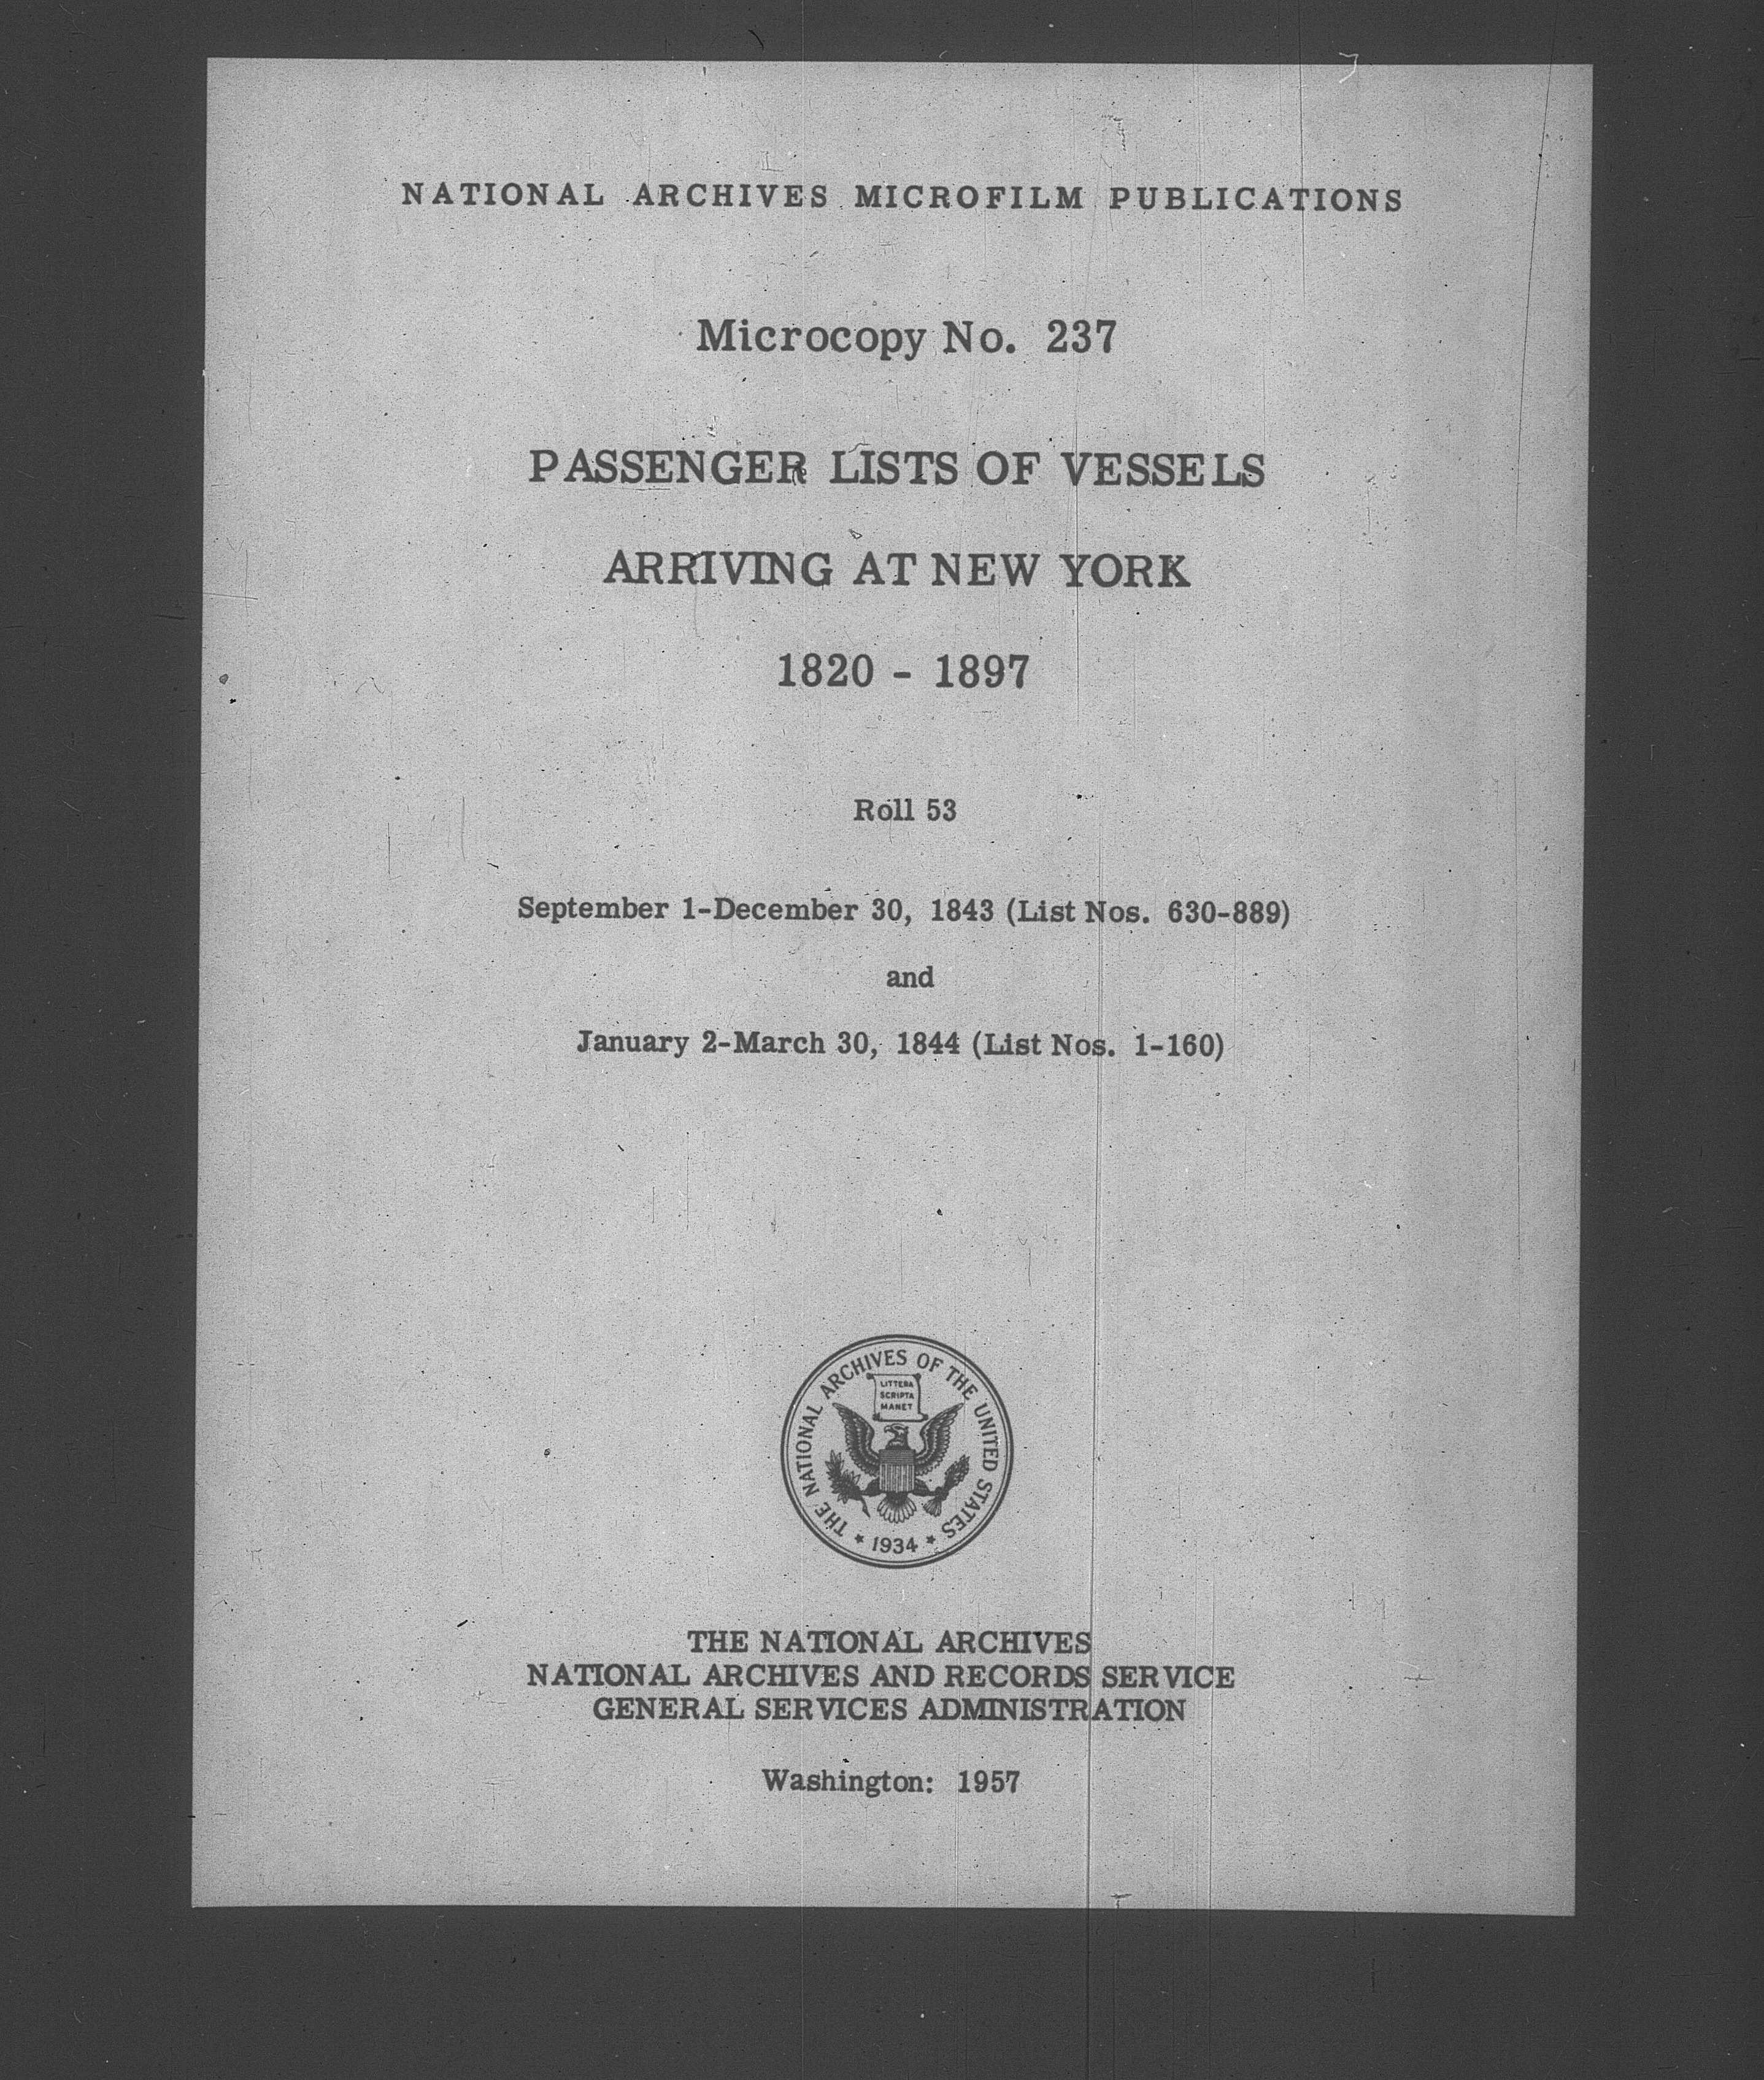 NATIONAL ARCHIVES MICROFILM PUBLICATIONS
Microcopy No. 237
PASSENGER LISTS OF VESSELS
ARRIVING AT NEW YORK
1820 - 1897
Roll 53
September 1-December 30, 1843 (List Nos. 630-889)
and
January 2-March 30, 1844 (List Nos. 1-160)
THE NATIONAL ARCHIVES OF THE UNITED STATES
LITTERA
SCRIPTA
MANET
★ 1934 ★
THE NATIONAL ARCHIVES
NATIONAL ARCHIVES AND RECORDS SERVICE
GENERAL SERVICES ADMINISTRATION
Washington: 1957